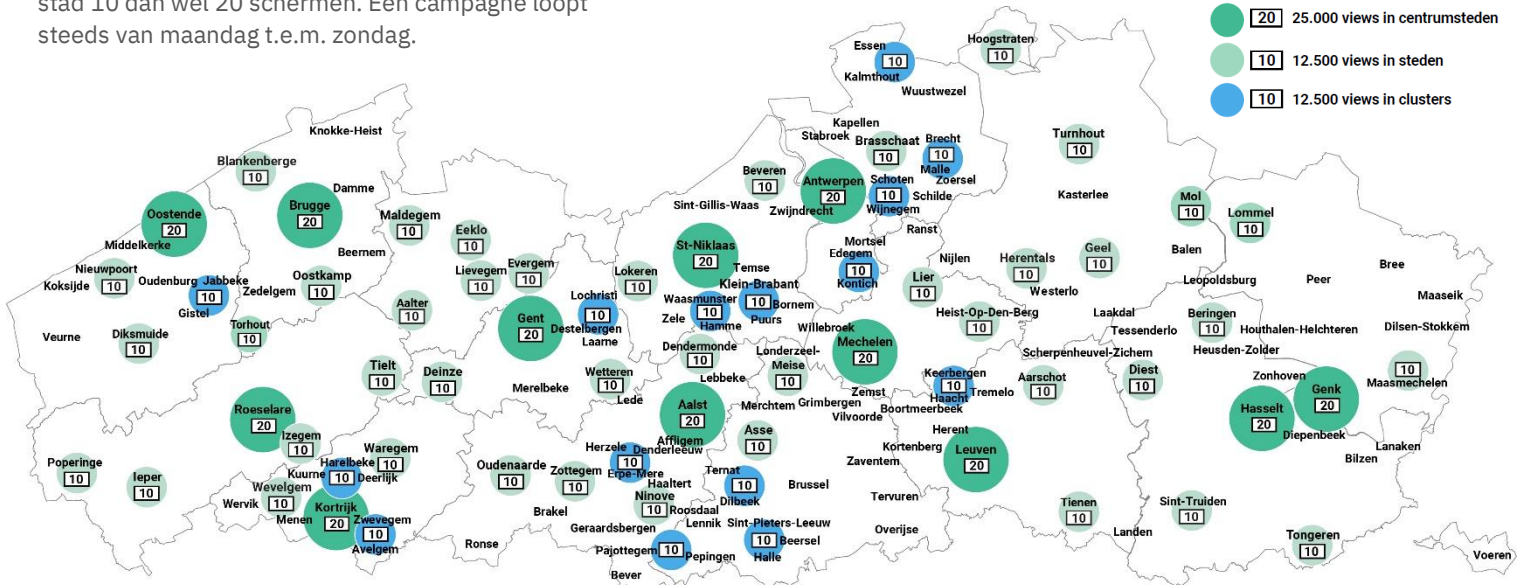 stad 10 dan wel 20 schermen. Een campagne loopt
steeds van maandag t.e.m. zondag.
20 25.000 views in centrumsteden
10 12.500 views in steden
10 12.500 views in clusters
Essen
10
Kalmthout
Wuustwezel
Hoogstraten
10
Knokke-Heist
Kapellen
Stabroek
Brasschaat
10
Brecht
10
Malle
Zoersel
Turnhout
10
Blankenberge
10
Damme
Beveren
10
Antwerpen
20
Schoten
10
Wijnegem
Schilde
Kasterlee
Mol
10
Lommel
10
Oostende
20
Middelkerke
Brugge
20
Beernem
Maldegem
10
Eeklo
10
Sint-Gillis-Waas
Zwijndrecht
Ranst
Mortsel
Edegem
10
Kontich
Nijlen
Balen
Nieuwpoort
10
Koksijde
Oudenburg
Jabbeke
10
Gistel
Zedelgem
Oostkamp
10
Lievegem
10
Evergem
10
Lokeren
10
St-Niklaas
20
Temse
Klein-Brabant
10
Bornem
Puurs
Lier
10
Herentals
10
Westerlo
Geel
10
Leopoldsburg
Peer
Bree
Maaseik
Veurne
Diksmuide
10
Torhout
10
Aalter
10
Gent
20
Lochristi
10
Destelbergen
Laarne
Waasmunster
10
Zele
Hamme
Willebroek
Mechelen
20
Heist-Op-Den-Berg
10
Laakdal
Tessenderlo
Beringen
10
Houthalen-Helchteren
Heusden-Zolder
Dilsen-Stokkem
Tielt
10
Deinze
10
Merelbeke
Wetteren
10
Lede
Dendermonde
10
Lebbeke
Londerzeel-
Meise
10
Merchtem
Grimbergen
Vilvoorde
Zemst
Keerbergen
10
Haacht
Tremelo
Boortmeerbeek
Scherpenheuvel-Zichem
Aarschot
10
Diest
10
Zonhoven
10
Maasmechelen
Roeselare
20
Izegem
10
Aalst
20
Affligem
Denderleeuw
Asse
10
Herent
Kortenberg
Leuven
20
Hasselt
20
Genk
20
Diepenbeek
Lanaken
Bilzen
Poperinge
10
Ieper
10
Kuurne
Harelbeke
10
Deerlijk
Waregem
10
Wevelgem
10
Wervik
Menen
Kortrijk
20
Zwevegem
10
Avelgem
Oudenaarde
10
Zottegem
10
Herzele
10
Erpe-Mere
Haaltert
Ninove
10
Roosdaal
Ternat
10
Dilbeek
Brussel
Zaventem
Tervuren
Overijse
Tienen
10
Landen
Sint-Truiden
10
Tongeren
10
Voeren
Brakel
Geraardsbergen
Ronse
Lennik
Sint-Pieters-Leeuw
10
Beersel
Halle
Pajottegem
10
Pepingen
Bever